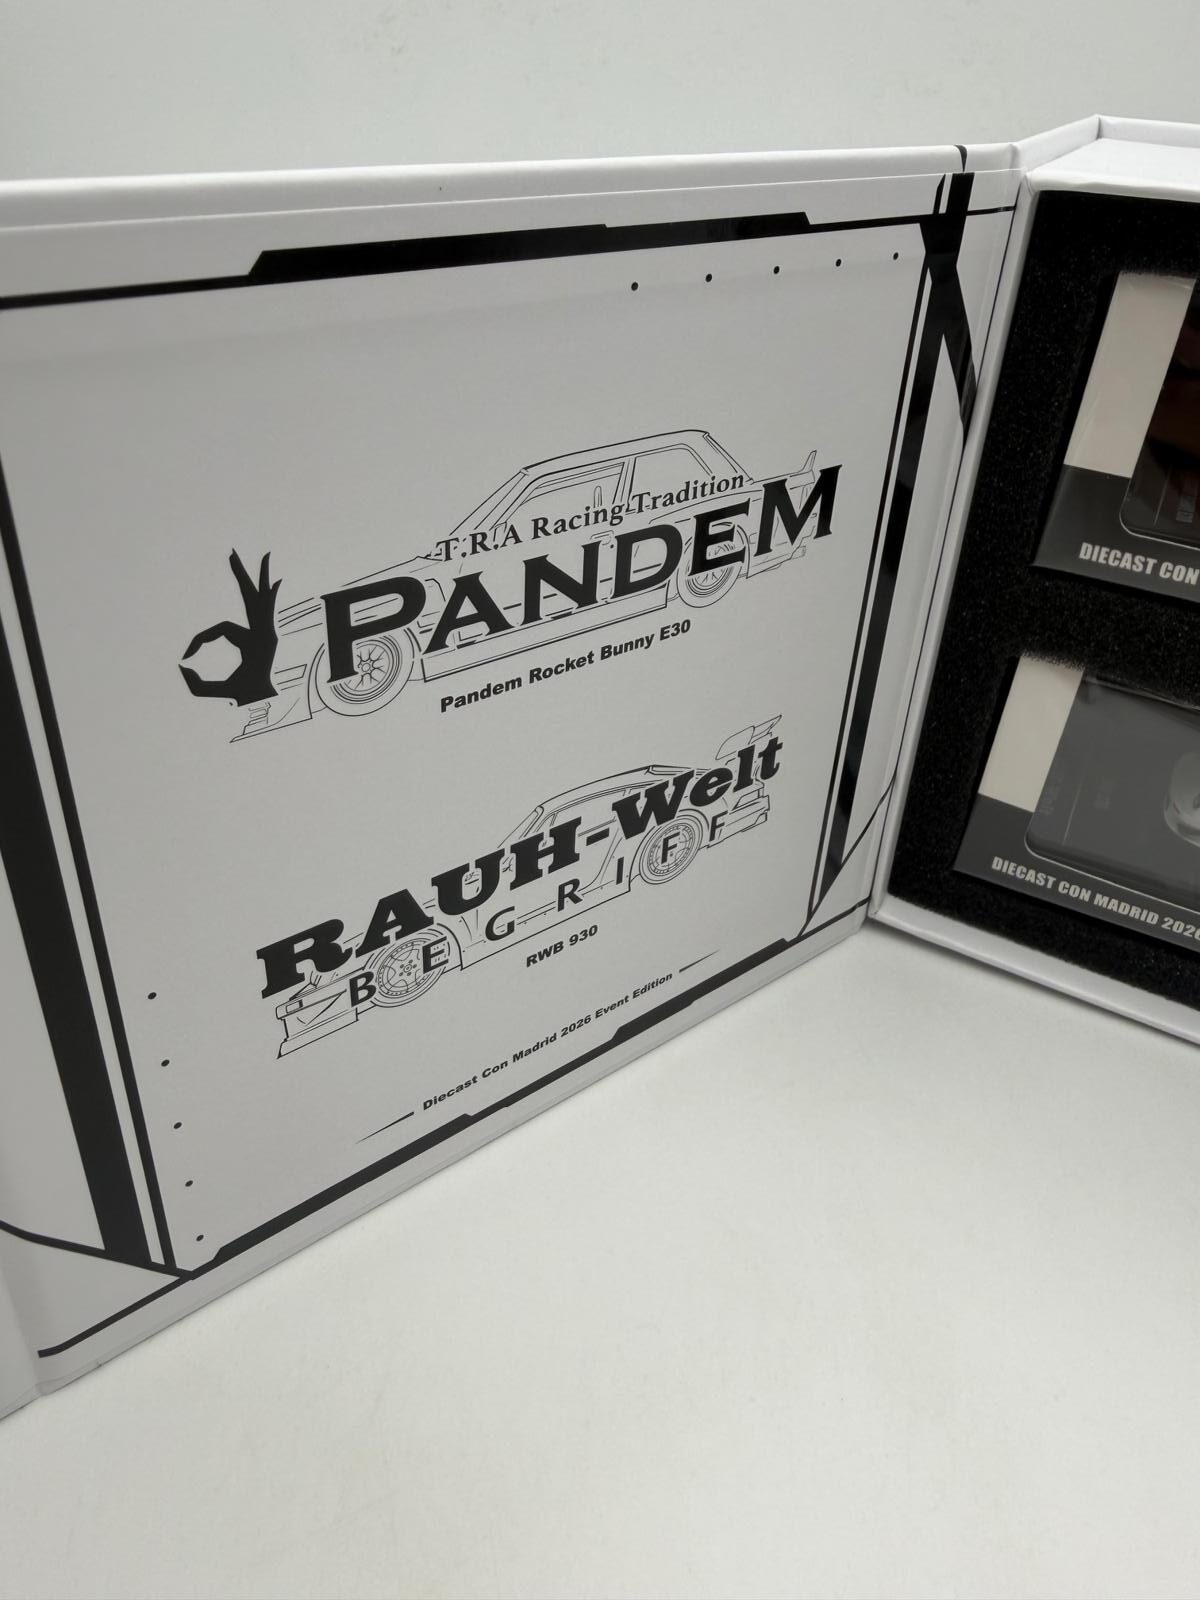 T.R.A Racing Tradition
PANDEM
Pandem Rocket Bunny E30
RAUH-Welt
BEGRIFF
RWB 930
Diecast Con Madrid 2026 Event Edition
DIECAST CON
DIECAST CON MADRID 2026